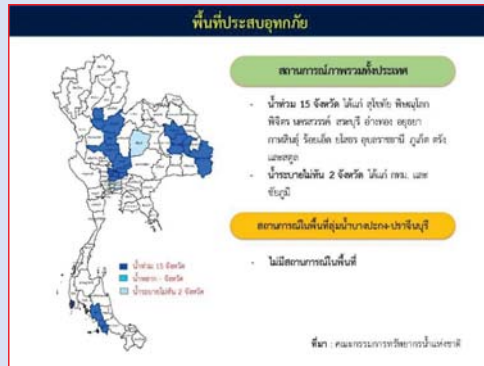 พื้นที่ประสบอุทกภัย
สถานการณ์ภาพรวมทั้งประเทศ
- น้ำท่วม 15 จังหวัด ได้แก่ สุโขทัย พิษณุโลก
พิจิตร นครสวรรค์ สระบุรี อ่างทอง อยุธยา
กาฬสินธุ์ ร้อยเอ็ด ยโสธร อุบลราชธานี ภูเก็ต ตรัง
และสตูล
- น้ำระบายไม่ทัน 2 จังหวัด ได้แก่ กทม. และ
ชัยภูมิ
สถานการณ์ในพื้นที่ลุ่มน้ำบางปะกง+ปราจีนบุรี
- ไม่มีสถานการณ์ในพื้นที่
น้ำท่วม 15 จังหวัด
น้ำหลาก - จังหวัด
น้ำระบายไม่ทัน 2 จังหวัด
ที่มา : คณะกรรมการทรัพยากรน้ำแห่งชาติ